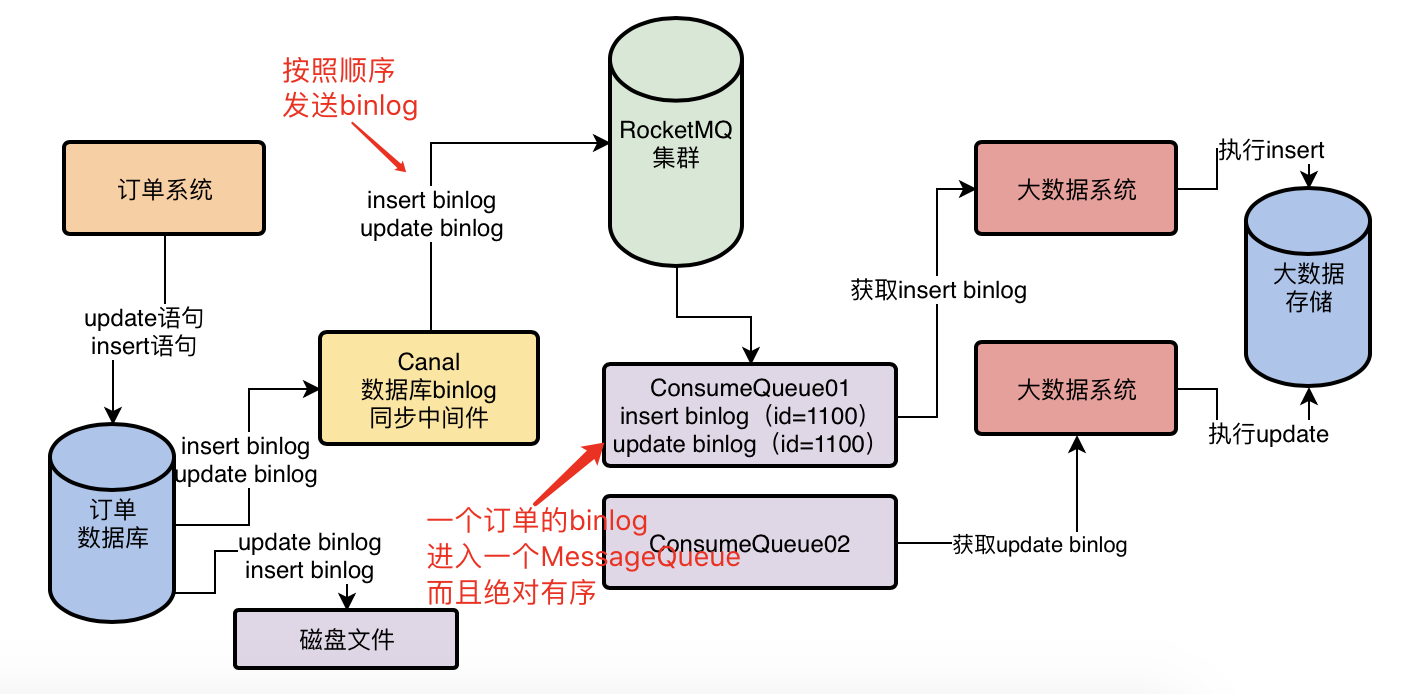 按照顺序
发送binlog
订单系统
update语句
insert语句
订单
数据库
insert binlog
update binlog
update binlog
insert binlog
磁盘文件
Canal
数据库binlog
同步中间件
insert binlog
update binlog
RocketMQ
集群
ConsumeQueue01
insert binlog（id=1100）
update binlog（id=1100）
一个订单的binlog
进入一个MessageQueue
而且绝对有序
ConsumeQueue02
获取insert binlog
获取update binlog
大数据系统
大数据系统
执行insert
执行update
大数据
存储